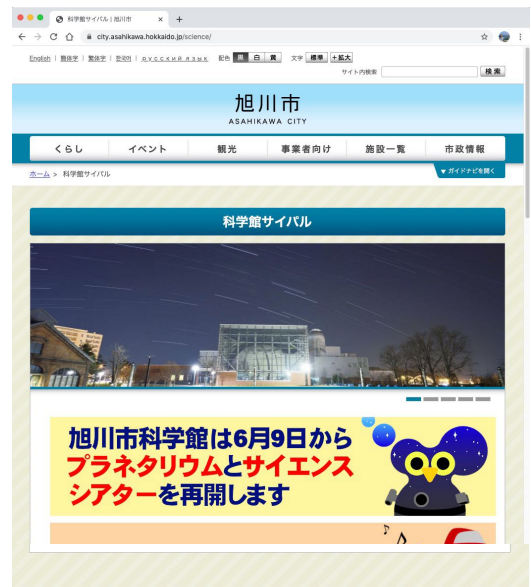 科学館サイパル | 旭川市
city.asahikawa.hokkaido.jp/science/
English | 簡体字 | 繁体字 | 한국어 | русский язык 配色 黒 白 黄 文字 標準 +拡大
サイト内検索 検索
旭川市
ASAHIKAWA CITY
くらし イベント 観光 事業者向け 施設一覧 市政情報
ホーム > 科学館サイパル
▼ガイドナビを開く
科学館サイパル
旭川市科学館は6月9日から
プラネタリウムとサイエンス
シアターを再開します